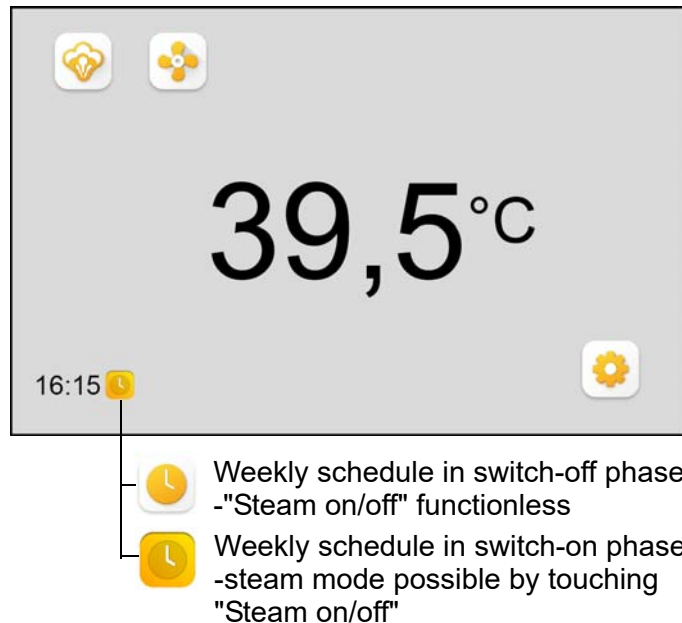 39,5°C
16:15
Weekly schedule in switch-off phase
-"Steam on/off" functionless
Weekly schedule in switch-on phase
-steam mode possible by touching
"Steam on/off"